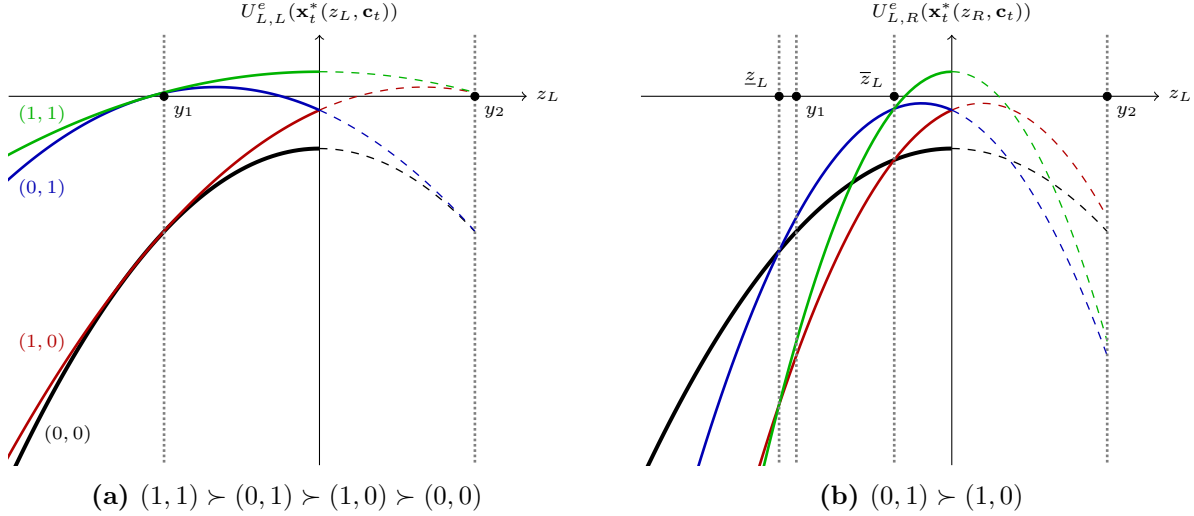 U^e_{L,L}(x^*_t(z_L, c_t)
z_L
y_1
y_2
(1, 1)
(0, 1)
(1, 0)
(0, 0)
(a) (1, 1) ≻ (0, 1) ≻ (1, 0) ≻ (0, 0)
U^e_{L,R}(x^*_t(z_R, c_t)
z̲_L
z̅_L
z_L
y_1
y_2
(b) (0, 1) ≻ (1, 0)